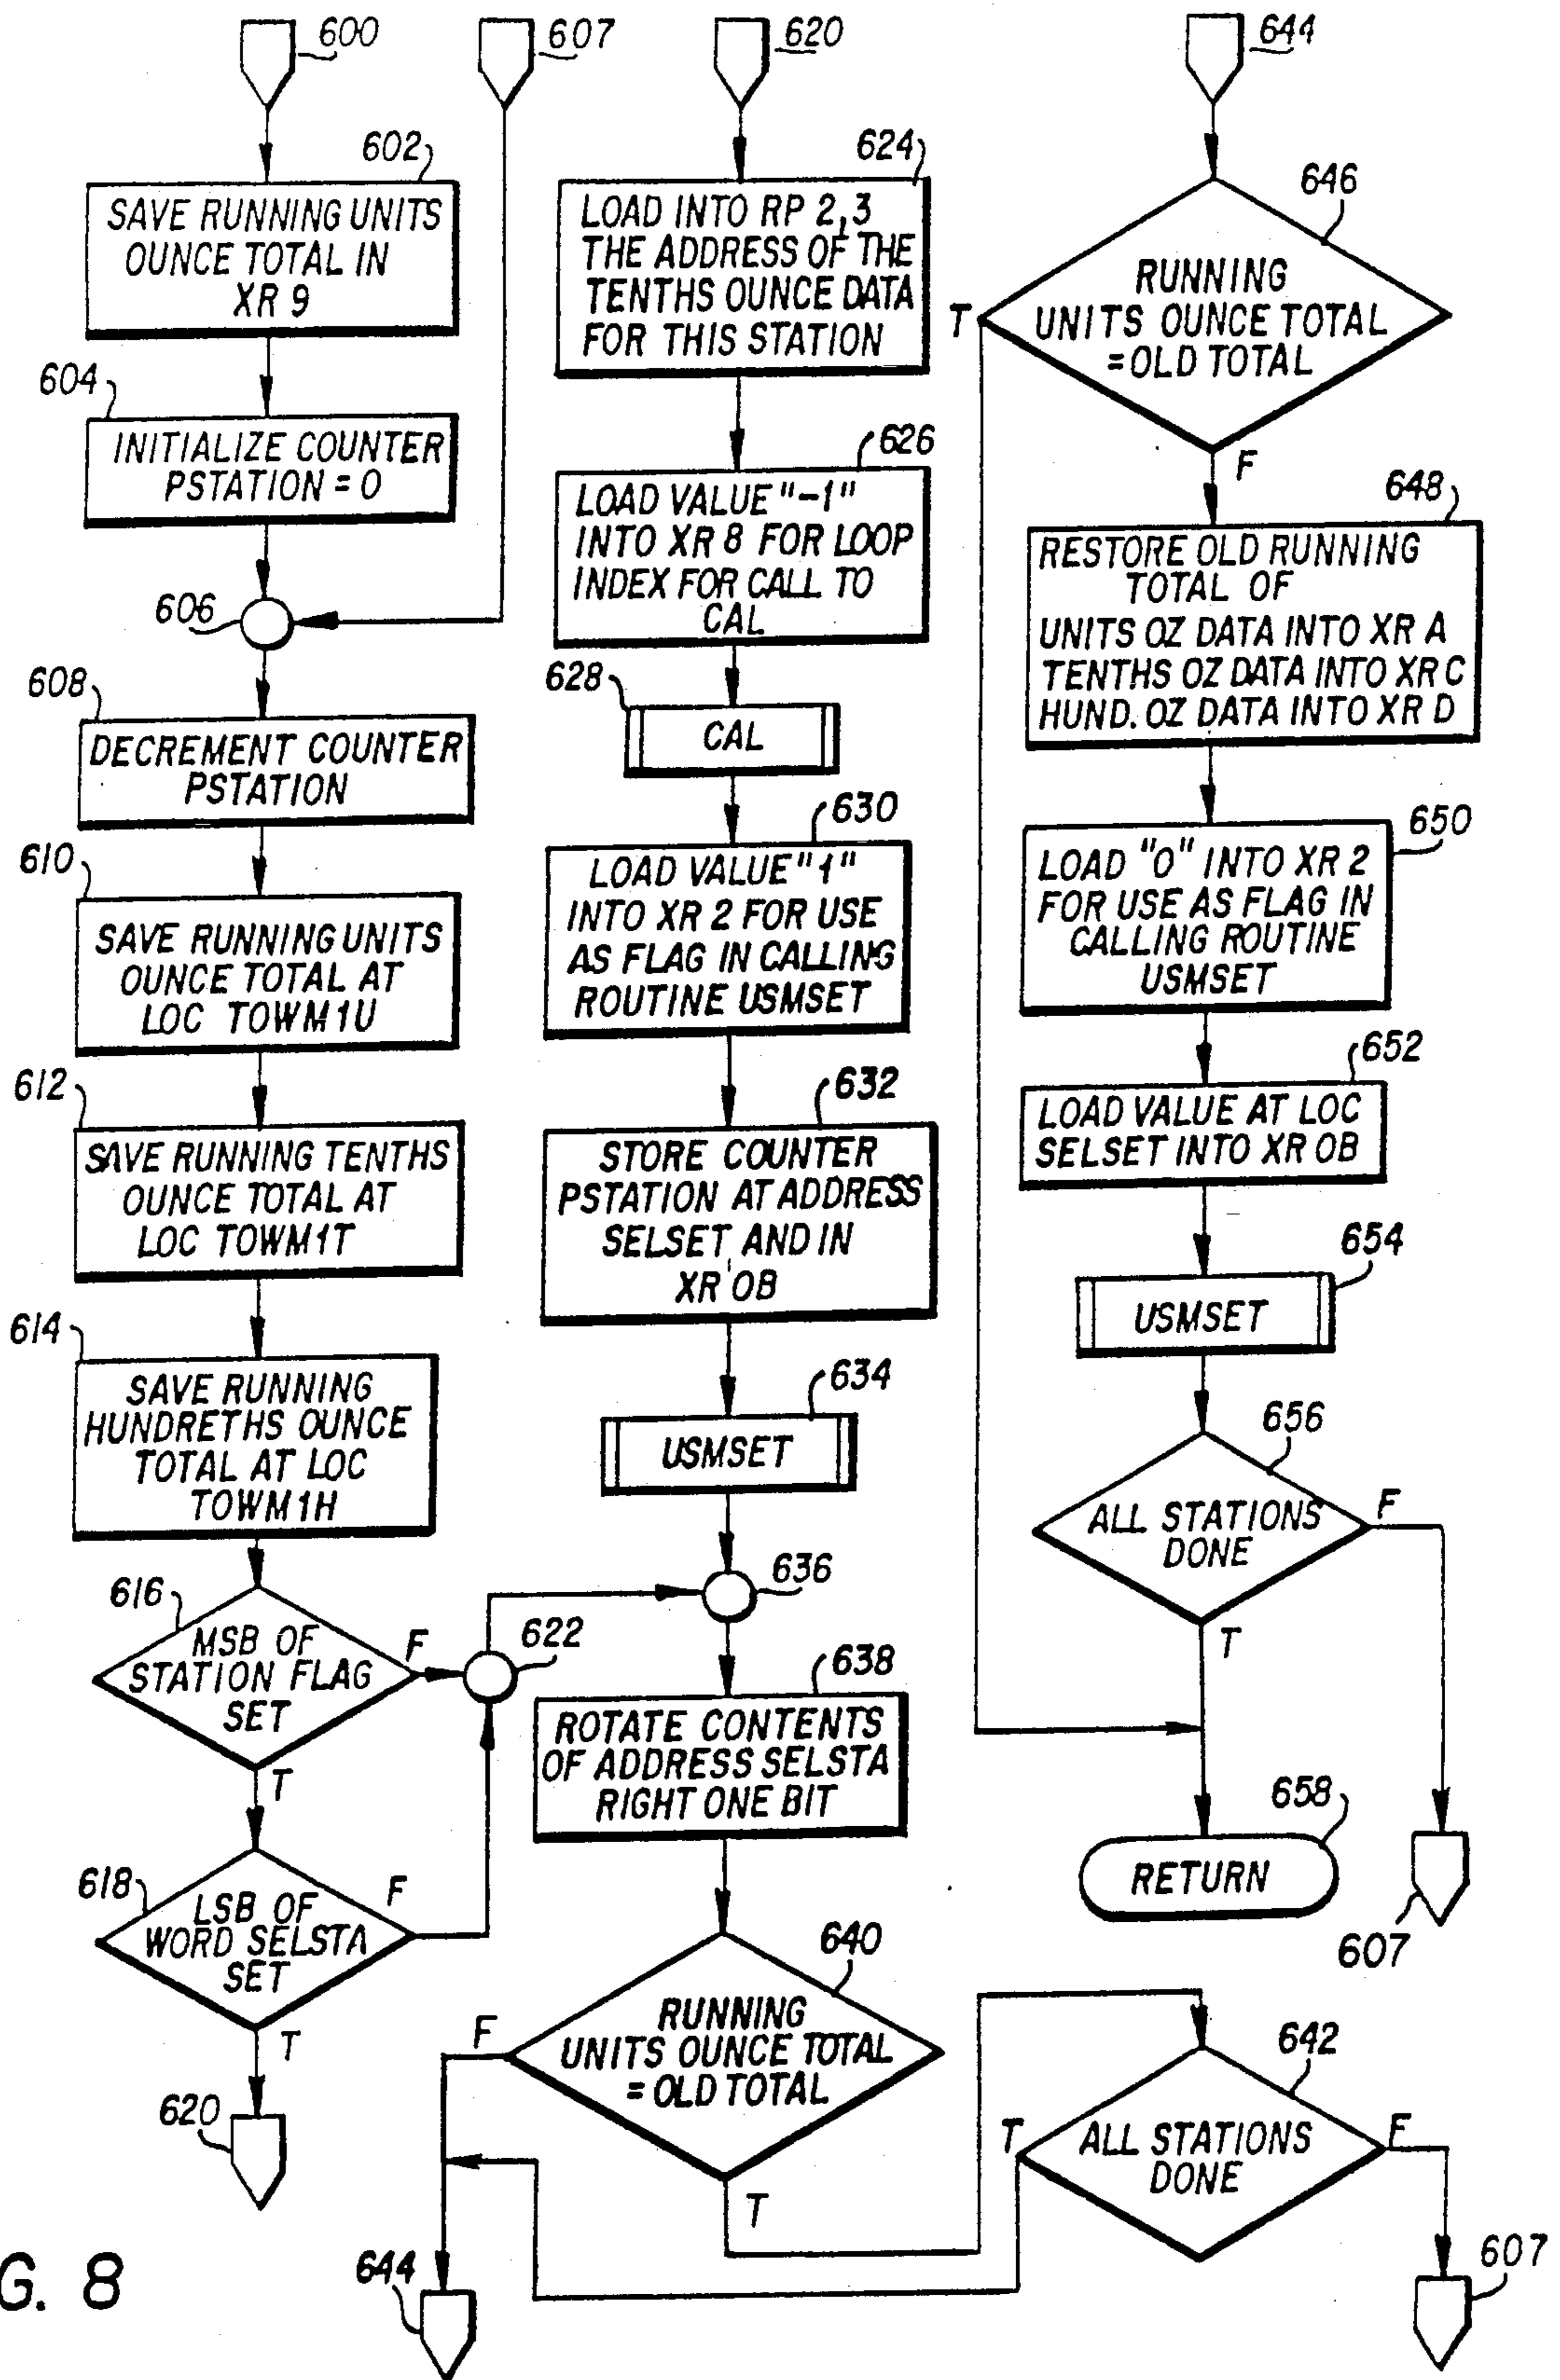 600
607
620
644
602
SAVE RUNNING UNITS
OUNCE TOTAL IN
XR 9
604
INITIALIZE COUNTER
PSTATION = 0
606
608
DECREMENT COUNTER
PSTATION
610
SAVE RUNNING UNITS
OUNCE TOTAL AT
LOC TOWM1U
612
SAVE RUNNING TENTHS
OUNCE TOTAL AT
LOC TOWM1T
614
SAVE RUNNING
HUNDRETHS OUNCE
TOTAL AT LOC
TOWM1H
616
MSB OF
STATION FLAG
SET
F
T
622
618
LSB OF
WORD SELSTA
SET
F
T
620
624
LOAD INTO RP 2,3
THE ADDRESS OF THE
TENTHS OUNCE DATA
FOR THIS STATION
626
LOAD VALUE "-1"
INTO XR 8 FOR LOOP
INDEX FOR CALL TO
CAL
628
CAL
630
LOAD VALUE "1"
INTO XR 2 FOR USE
AS FLAG IN CALLING
ROUTINE USMSET
632
STORE COUNTER
PSTATION AT ADDRESS
SELSET AND IN
XR 0B
634
USMSET
636
638
ROTATE CONTENTS
OF ADDRESS SELSTA
RIGHT ONE BIT
640
RUNNING
UNITS OUNCE TOTAL
= OLD TOTAL
F
T
644
646
RUNNING
UNITS OUNCE TOTAL
= OLD TOTAL
T
F
648
RESTORE OLD RUNNING
TOTAL OF
UNITS OZ DATA INTO XR A
TENTHS OZ DATA INTO XR C
HUND. OZ DATA INTO XR D
650
LOAD "0" INTO XR 2
FOR USE AS FLAG IN
CALLING ROUTINE
USMSET
652
LOAD VALUE AT LOC
SELSET INTO XR 0B
654
USMSET
656
ALL STATIONS
DONE
F
T
658
RETURN
607
642
ALL STATIONS
DONE
T
F
607
G. 8